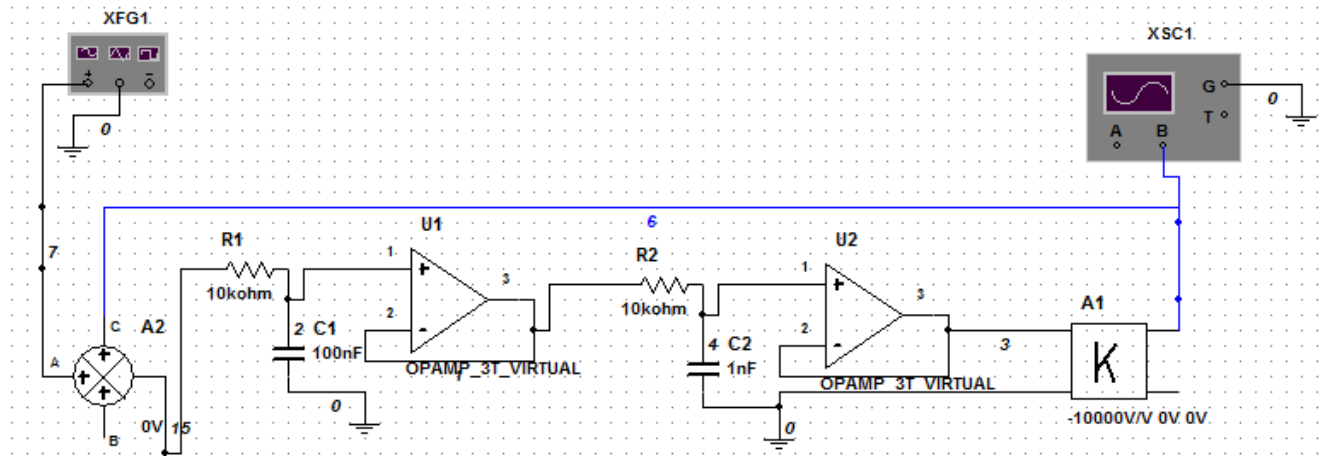 XFG1
XSC1
+
−
G
T
A
B
0
0
6
7
R1
10kohm
U1
1
2
3
+
-
R2
10kohm
U2
1
2
3
+
-
A1
C
A2
A
B
+
+
+
2
C1
100nF
OPAMP_3T_VIRTUAL
0V
15
0
4
C2
1nF
OPAMP_3T_VIRTUAL
0
3
K
-10000V/V 0V 0V